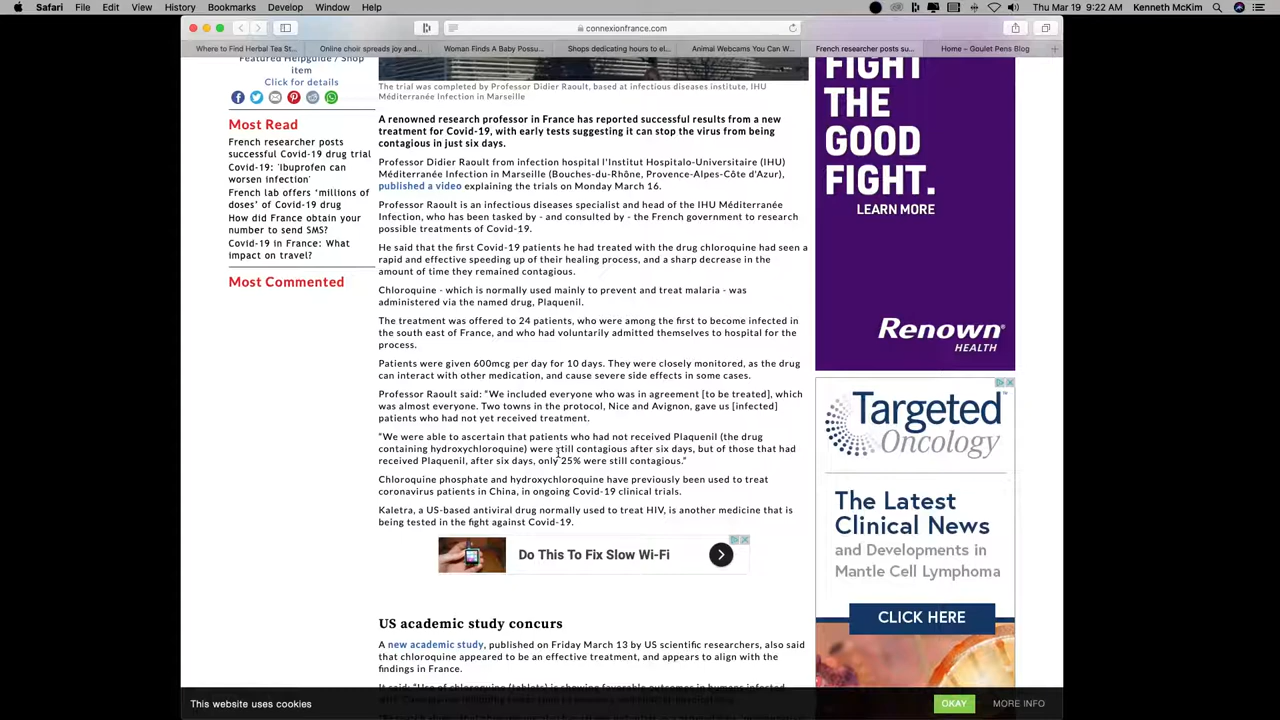 Safari File Edit View History Bookmarks Develop Window Help
Thu Mar 19 9:22 AM Kenneth McKim
connexionfrance.com
Where to Find Herbal Tea St...
Online choir spreads joy and...
Woman Finds A Baby Possu...
Shops dedicating hours to el...
Animal Webcams You Can W...
French researcher posts su...
Home – Goulet Pens Blog
Featured Helpguide / Shop
item
Click for details
Most Read
French researcher posts
successful Covid-19 drug trial
Covid-19: 'Ibuprofen can
worsen infection'
French lab offers ‘millions of
doses’ of Covid-19 drug
How did France obtain your
number to send SMS?
Covid-19 in France: What
impact on travel?
Most Commented
The trial was completed by Professor Didier Raoult, based at infectious diseases institute, IHU
Méditerranée Infection in Marseille
A renowned research professor in France has reported successful results from a new
treatment for Covid-19, with early tests suggesting it can stop the virus from being
contagious in just six days.
Professor Didier Raoult from infection hospital l'Institut Hospitalo-Universitaire (IHU)
Méditerranée Infection in Marseille (Bouches-du-Rhône, Provence-Alpes-Côte d'Azur),
published a video explaining the trials on Monday March 16.
Professor Raoult is an infectious diseases specialist and head of the IHU Méditerranée
Infection, who has been tasked by - and consulted by - the French government to research
possible treatments of Covid-19.
He said that the first Covid-19 patients he had treated with the drug chloroquine had seen a
rapid and effective speeding up of their healing process, and a sharp decrease in the
amount of time they remained contagious.
Chloroquine - which is normally used mainly to prevent and treat malaria - was
administered via the named drug, Plaquenil.
The treatment was offered to 24 patients, who were among the first to become infected in
the south east of France, and who had voluntarily admitted themselves to hospital for the
process.
Patients were given 600mcg per day for 10 days. They were closely monitored, as the drug
can interact with other medication, and cause severe side effects in some cases.
Professor Raoult said: “We included everyone who was in agreement [to be treated], which
was almost everyone. Two towns in the protocol, Nice and Avignon, gave us [infected]
patients who had not yet received treatment.
“We were able to ascertain that patients who had not received Plaquenil (the drug
containing hydroxychloroquine) were still contagious after six days, but of those that had
received Plaquenil, after six days, only 25% were still contagious.”
Chloroquine phosphate and hydroxychloroquine have previously been used to treat
coronavirus patients in China, in ongoing Covid-19 clinical trials.
Kaletra, a US-based antiviral drug normally used to treat HIV, is another medicine that is
being tested in the fight against Covid-19.
Do This To Fix Slow Wi-Fi
US academic study concurs
A new academic study, published on Friday March 13 by US scientific researchers, also said
that chloroquine appeared to be an effective treatment, and appears to align with the
findings in France.
It said: “Use of chloroquine (tablets) is showing favorable outcomes in humans infected
FIGHT
THE
GOOD
FIGHT.
LEARN MORE
Renown
HEALTH
Targeted
Oncology
The Latest
Clinical News
and Developments in
Mantle Cell Lymphoma
CLICK HERE
This website uses cookies
OKAY
MORE INFO